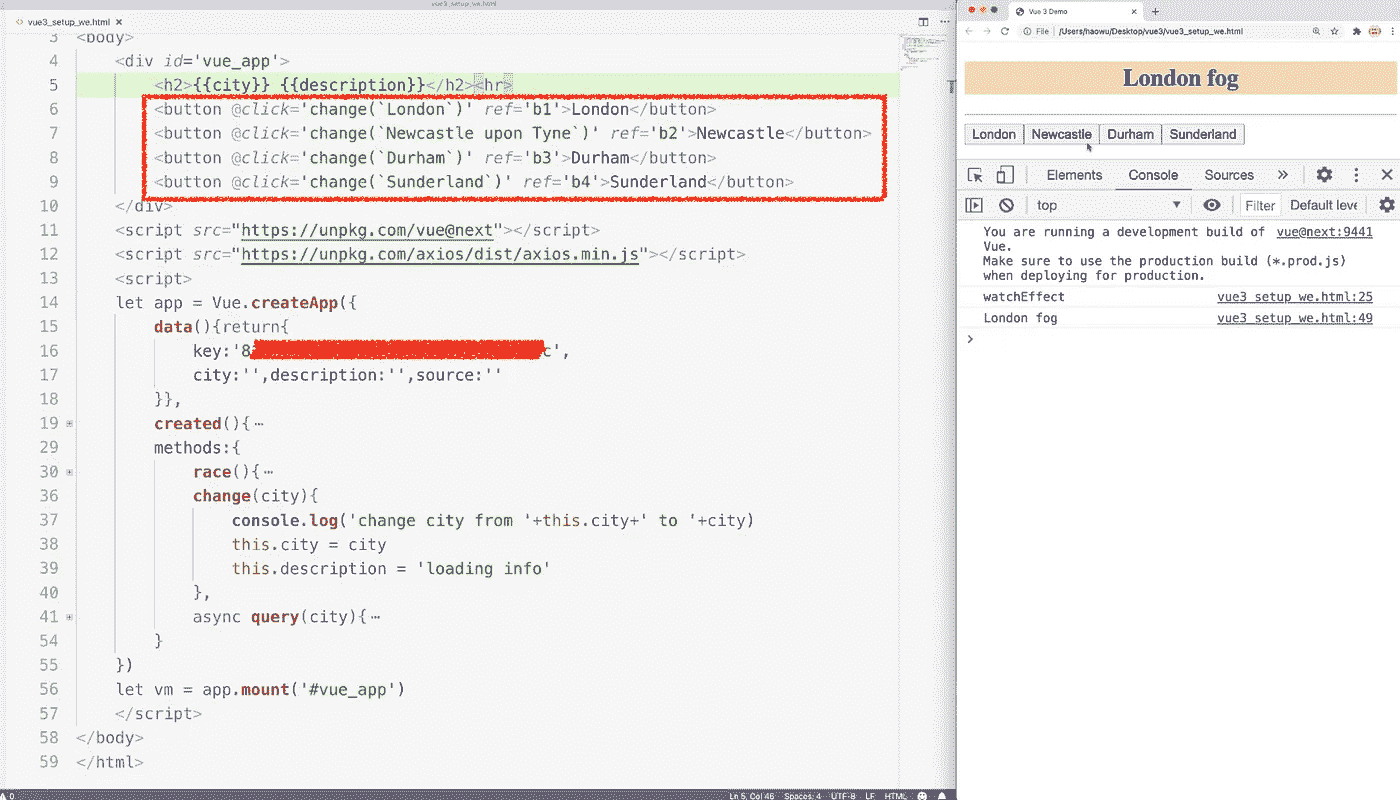 vue3_setup_we.html
vue3_setup_we.html
3 <body>
4 <div id='vue_app'>
5 <h2>{{city}} {{description}}</h2><hr>
6 <button @click='change(`London`)' ref='b1'>London</button>
7 <button @click='change(`Newcastle upon Tyne`)' ref='b2'>Newcastle</button>
8 <button @click='change(`Durham`)' ref='b3'>Durham</button>
9 <button @click='change(`Sunderland`)' ref='b4'>Sunderland</button>
10 </div>
11 <script src="https://unpkg.com/vue@next"></script>
12 <script src="https://unpkg.com/axios/dist/axios.min.js"></script>
13 <script>
14 let app = Vue.createApp({
15 data(){return{
16 key:'8 c',
17 city:'',description:'',source:''
18 }},
19 created(){⋯
29 methods:{
30 race(){⋯
36 change(city){
37 console.log('change city from '+this.city+' to '+city)
38 this.city = city
39 this.description = 'loading info'
40 },
41 async query(city){⋯
54 }
55 })
56 let vm = app.mount('#vue_app')
57 </script>
58 </body>
59 </html>
0
Ln 5, Col 46 Spaces: 4 UTF-8 LF HTML
Vue 3 Demo
File /Users/haowu/Desktop/vue3/vue3_setup_we.html
London fog
London Newcastle Durham Sunderland
Elements Console Sources
top Filter Default leve
You are running a development build of vue@next:9441
Vue.
Make sure to use the production build (*.prod.js)
when deploying for production.
watchEffect vue3_setup_we.html:25
London fog vue3_setup_we.html:49